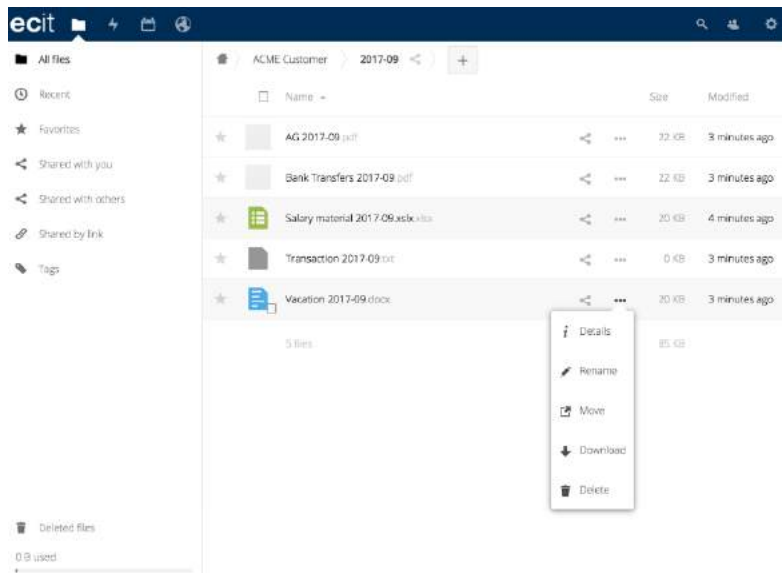 ecit
All files
Recent
Favorites
Shared with you
Shared with others
Shared by link
Tags
Deleted files
0 B used
ACME Customer 2017-09 +
Name Size Modified
AG 2017-09.pdf 22 KB 3 minutes ago
Bank Transfers 2017-09.pdf 22 KB 3 minutes ago
Salary material 2017-09.xslx.xlsx 20 KB 4 minutes ago
Transaction 2017-09.txt 0 KB 3 minutes ago
Vacation 2017-09.docx 20 KB 3 minutes ago
5 files 85 KB
Details
Rename
Move
Download
Delete